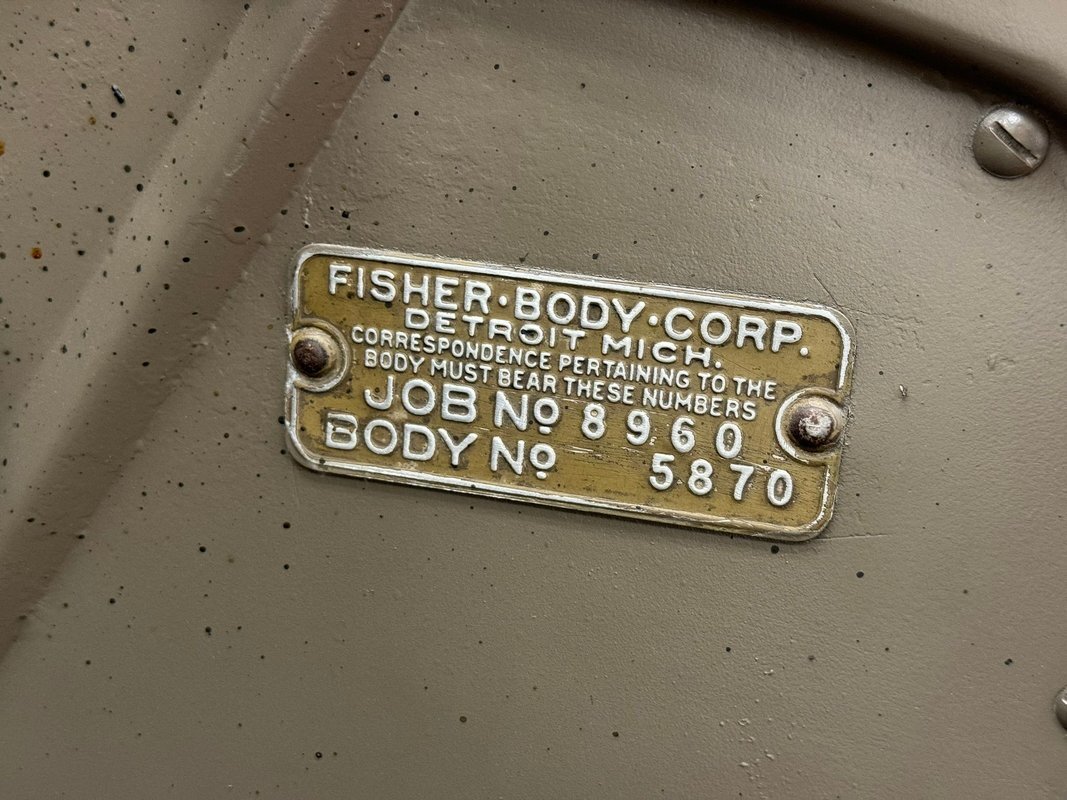 FISHER·BODY·CORP.
DETROIT MICH.
CORRESPONDENCE PERTAINING TO THE
BODY MUST BEAR THESE NUMBERS
JOB No 8960
BODY No 5870